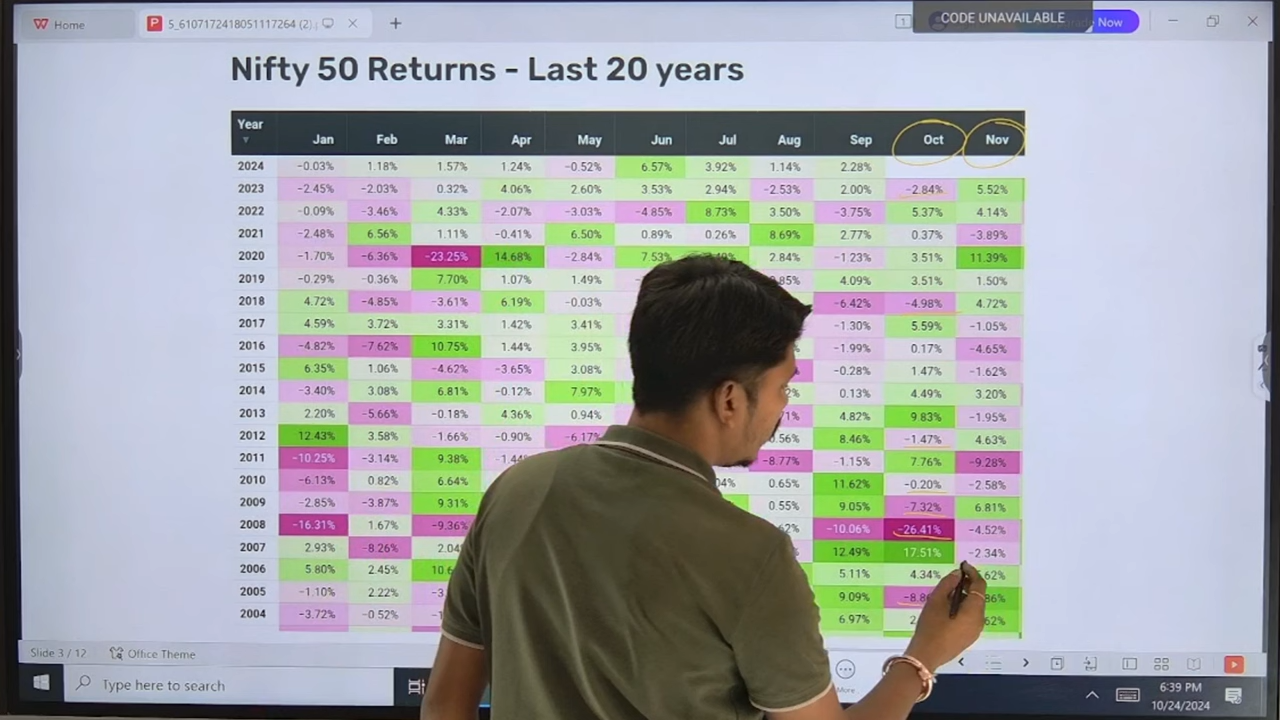 Home
5_6107172418051117264 (2)
CODE UNAVAILABLE
1
Now
Nifty 50 Returns - Last 20 years
Year Jan Feb Mar Apr May Jun Jul Aug Sep Oct Nov
2024 -0.03% 1.18% 1.57% 1.24% -0.52% 6.57% 3.92% 1.14% 2.28%
2023 -2.45% -2.03% 0.32% 4.06% 2.60% 3.53% 2.94% -2.53% 2.00% -2.84% 5.52%
2022 -0.09% -3.46% 4.33% -2.07% -3.03% -4.85% 8.73% 3.50% -3.75% 5.37% 4.14%
2021 -2.48% 6.56% 1.11% -0.41% 6.50% 0.89% 0.26% 8.69% 2.77% 0.37% -3.89%
2020 -1.70% -6.36% -23.25% 14.68% -2.84% 7.53% 2.84% -1.23% 3.51% 11.39%
2019 -0.29% -0.36% 7.70% 1.07% 1.49% 4.09% 3.51% 1.50%
2018 4.72% -4.85% -3.61% 6.19% -0.03% -6.42% -4.98% 4.72%
2017 4.59% 3.72% 3.31% 1.42% 3.41% -1.30% 5.59% -1.05%
2016 -4.82% -7.62% 10.75% 1.44% 3.95% -1.99% 0.17% -4.65%
2015 6.35% 1.06% -4.62% -3.65% 3.08% -0.28% 1.47% -1.62%
2014 -3.40% 3.08% 6.81% -0.12% 7.97% 0.13% 4.49% 3.20%
2013 2.20% -5.66% -0.18% 4.36% 0.94% 4.82% 9.83% -1.95%
2012 12.43% 3.58% -1.66% -0.90% -6.17% 8.46% -1.47% 4.63%
2011 -10.25% -3.14% 9.38% -8.77% -1.15% 7.76% -9.28%
2010 -6.13% 0.82% 6.64% 0.65% 11.62% -0.20% -2.58%
2009 -2.85% -3.87% 9.31% 0.55% 9.05% -7.32% 6.81%
2008 -16.31% 1.67% -9.36% -10.06% -26.41% -4.52%
2007 2.93% -8.26% 12.49% 17.51% -2.34%
2006 5.80% 2.45% 5.11% 4.34%
2005 -1.10% 2.22% 9.09%
2004 -3.72% -0.52% 6.97%
Slide 3 / 12 Office Theme
More
Type here to search
6:39 PM
10/24/2024